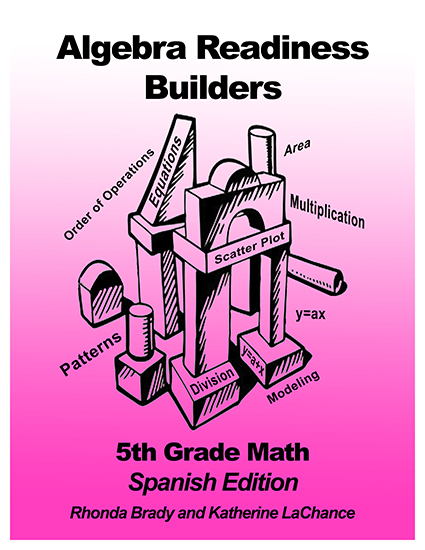 Algebra Readiness
Builders
Order of Operations
Equations
Area
Multiplication
Scatter Plot
y=ax
Patterns
Division
y=a+x
Modeling
5th Grade Math
Spanish Edition
Rhonda Brady and Katherine LaChance